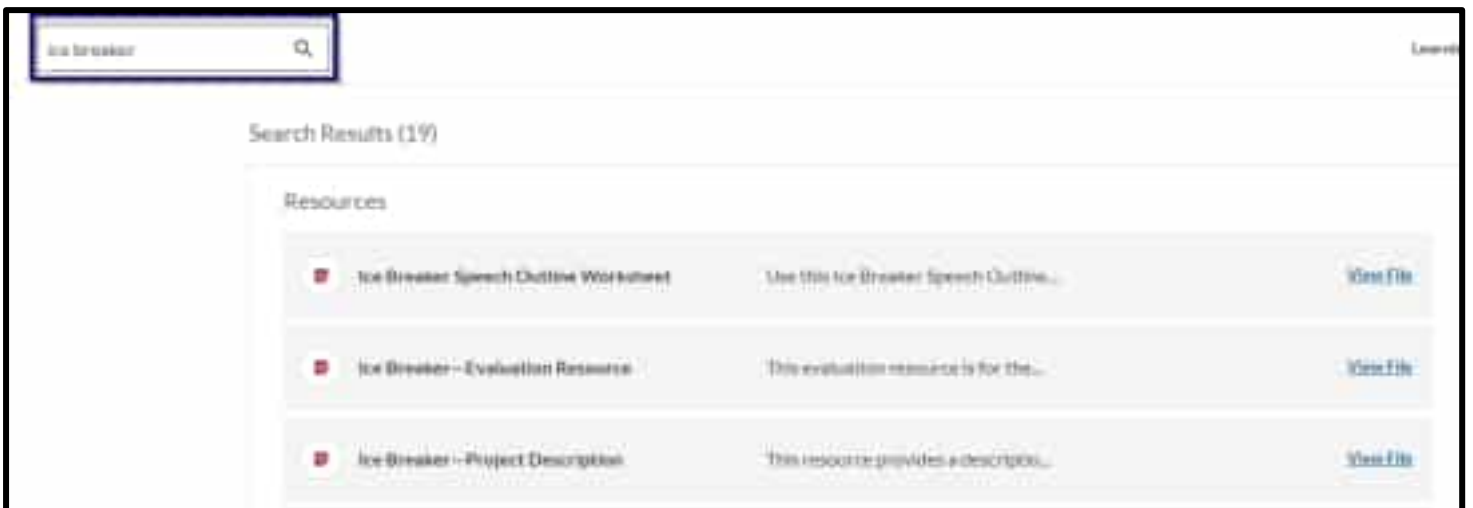 ice breaker
Search Results (19)
Resources
Ice Breaker Speech Outline Worksheet Use this Ice Breaker Speech Outline... View File
Ice Breaker – Evaluation Resource This evaluation resource is for the... View File
Ice Breaker – Project Description This resource provides a descriptio... View File